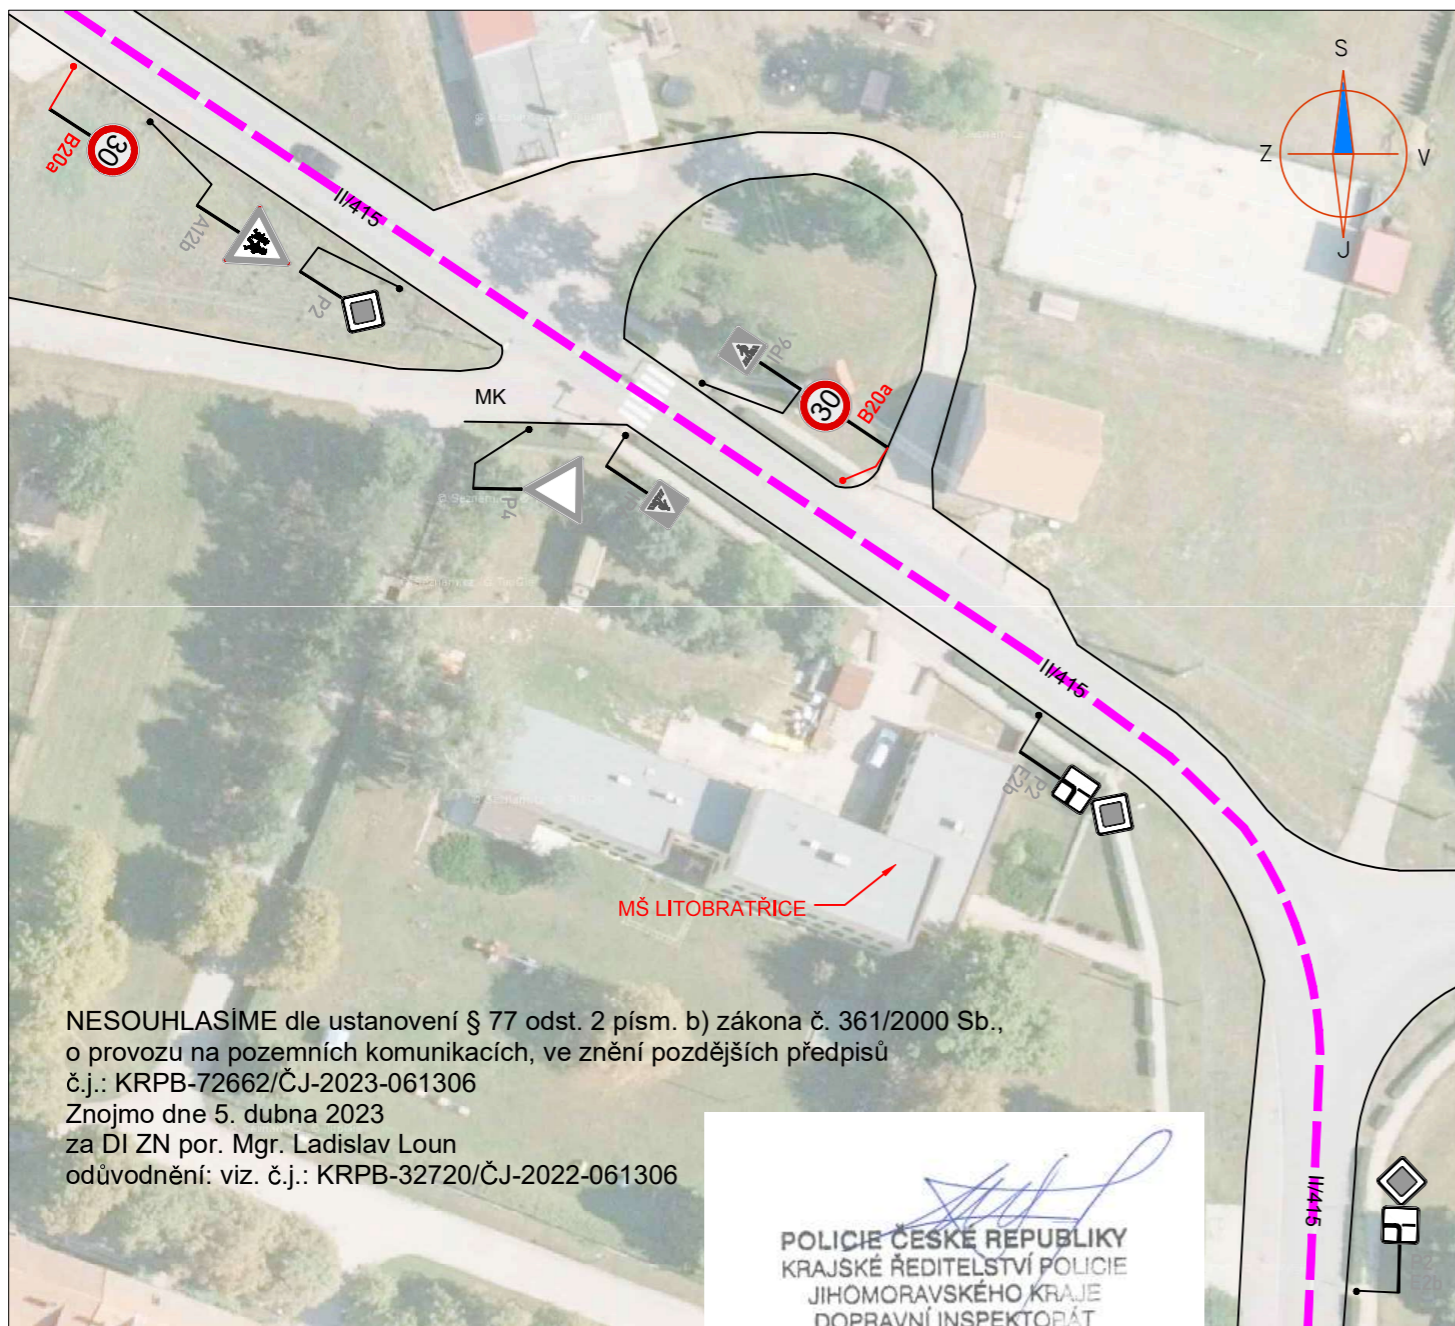 S
Z
V
J
30
B20a
II/415
A12b
P2
MK
IP6
30
B20a
P4
II/415
P2
E2b
MŠ LITOBRATŘICE
NESOUHLASÍME dle ustanovení § 77 odst. 2 písm. b) zákona č. 361/2000 Sb.,
o provozu na pozemních komunikacích, ve znění pozdějších předpisů
č.j.: KRPB-72662/ČJ-2023-061306
Znojmo dne 5. dubna 2023
za DI ZN por. Mgr. Ladislav Loun
odůvodnění: viz. č.j.: KRPB-32720/ČJ-2022-061306
II/415
POLICIE ČESKÉ REPUBLIKY
KRAJSKÉ ŘEDITELSTVÍ POLICIE
JIHOMORAVSKÉHO KRAJE
DOPRAVNÍ INSPEKTORÁT